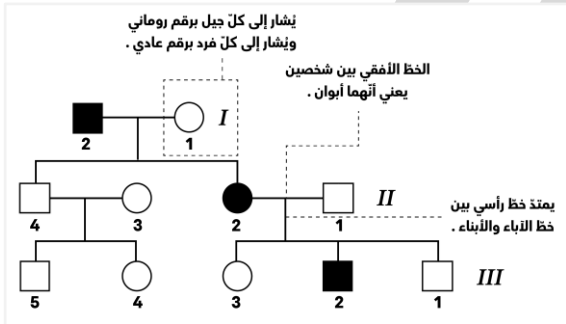 يُشار إلى كلّ جيل برقم روماني
ويُشار إلى كلّ فرد برقم عادي .
الخطّ الأفقي بين شخصين
يعني أنّهما أبوان .
I
1
2
يمتدّ خطّ رأسي بين
خطّ الآباء والأبناء .
II
1
2
3
4
III
1
2
3
4
5